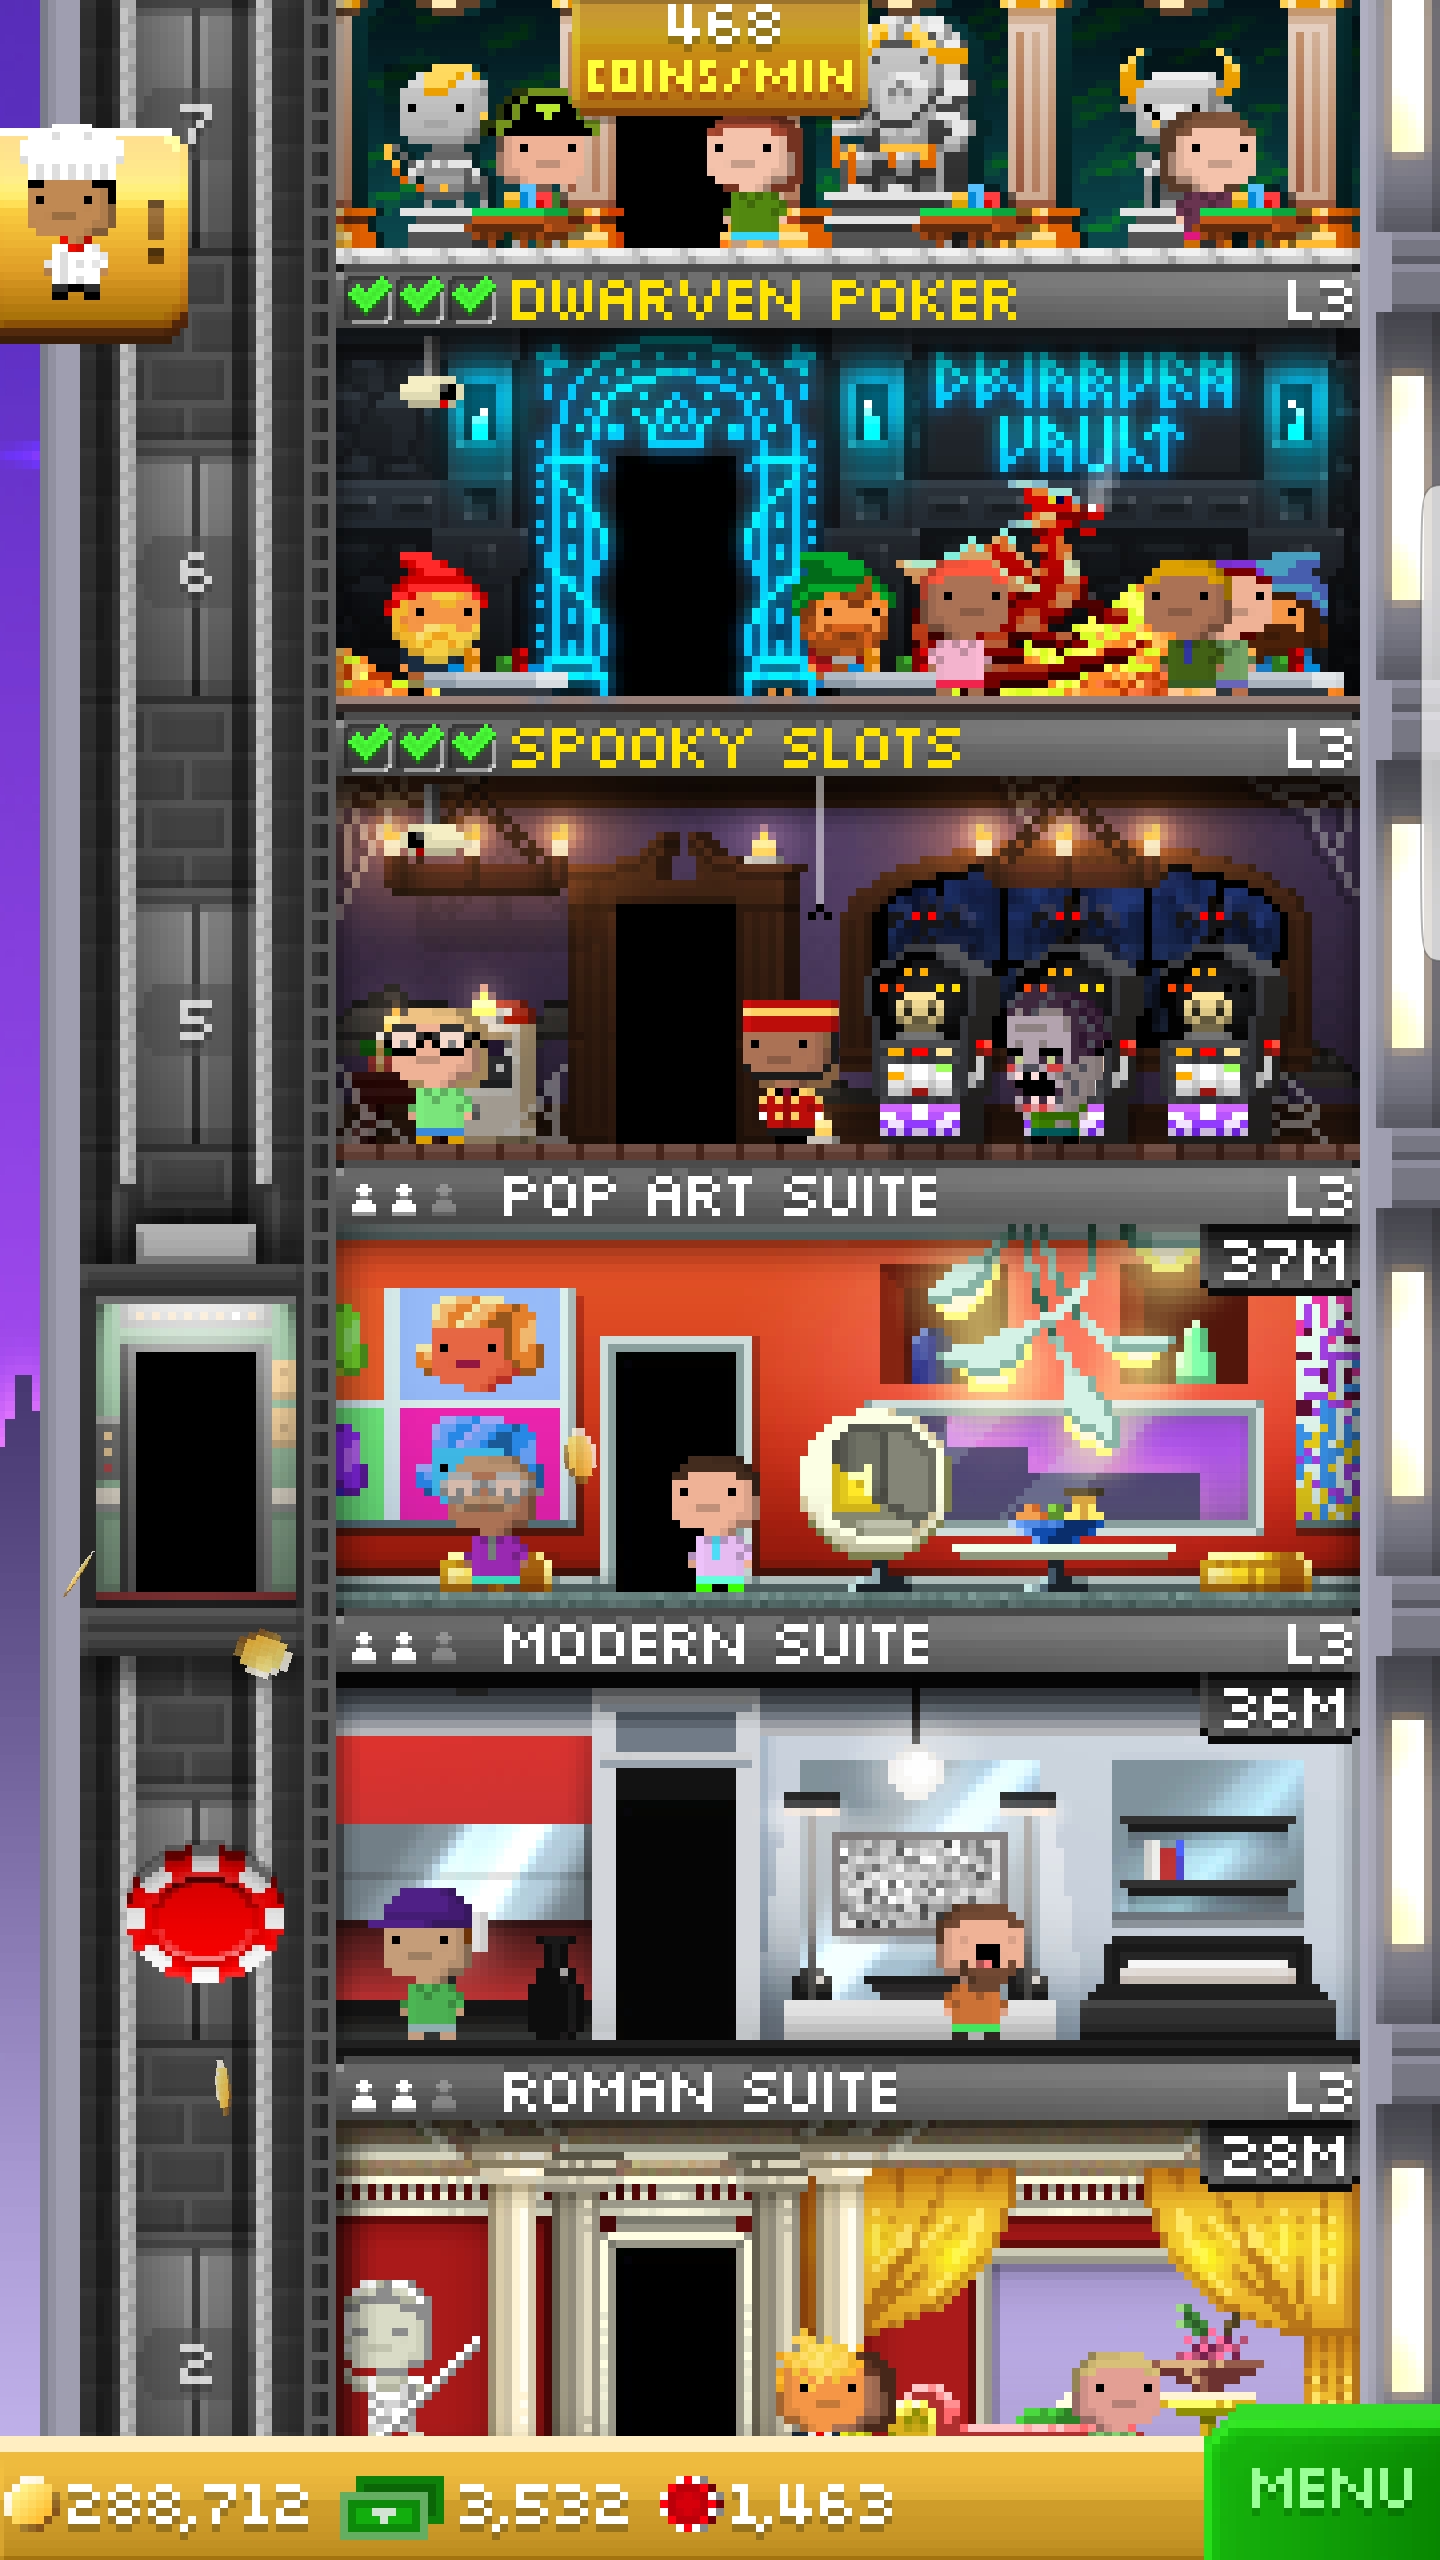 468
COINS/MIN
7
!
DWARVEN POKER L3
DWARVEN
VAULT
6
SPOOKY SLOTS L3
5
POP ART SUITE L3
37M
MODERN SUITE L3
36M
ROMAN SUITE L3
28M
2
288,712 3,532 1,463 MENU